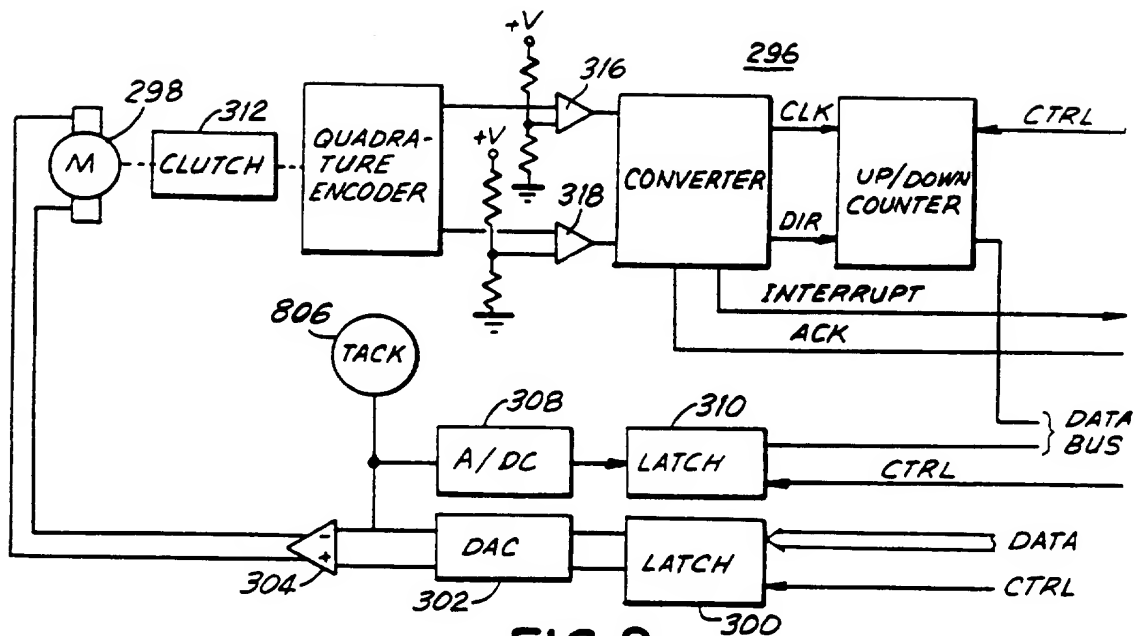 +V
316
296
298
312
+V
CLK
CTRL
M
CLUTCH
QUADRA-
TURE
ENCODER
CONVERTER
UP/DOWN
COUNTER
318
DIR
INTERRUPT
806
ACK
TACK
308
310
DATA
BUS
A/DC
LATCH
CTRL
-
+
DAC
LATCH
DATA
304
302
CTRL
300